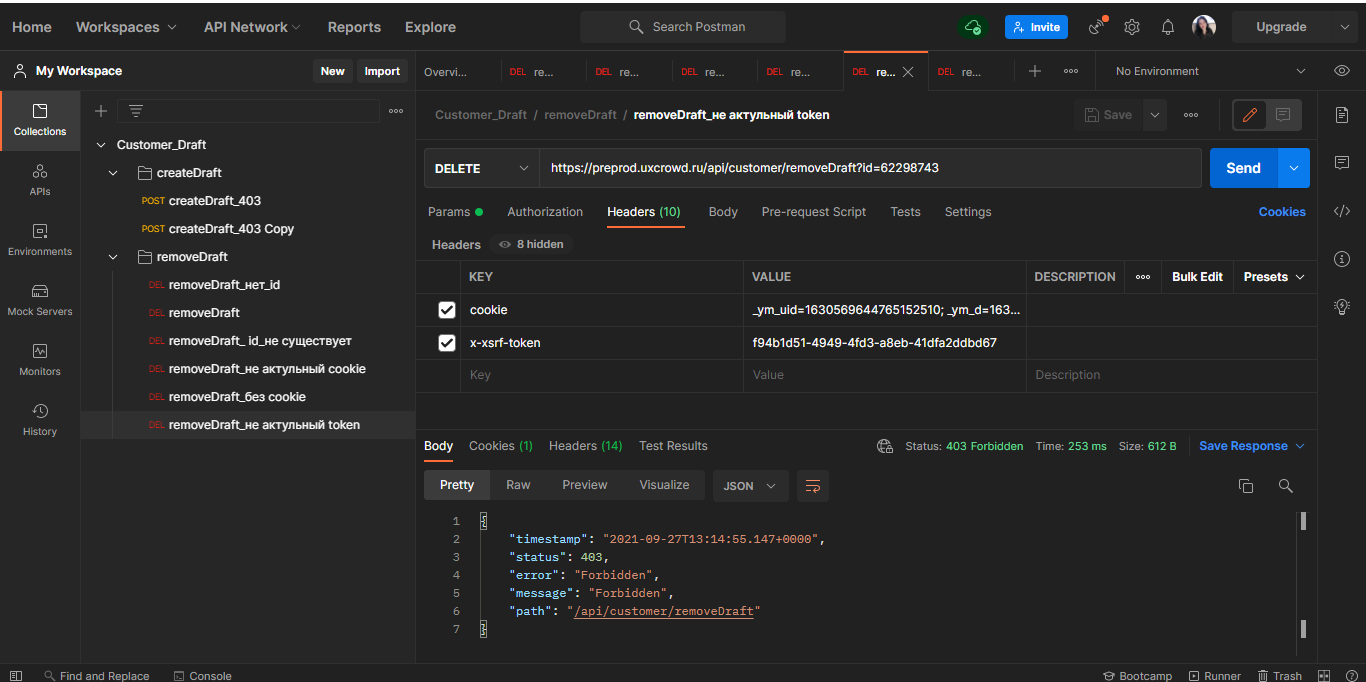 Home Workspaces API Network Reports Explore Search Postman Invite Upgrade
My Workspace New Import Overvi... DEL re... DEL re... DEL re... DEL re... DEL re... DEL re... No Environment
Customer_Draft / removeDraft / removeDraft_не актульный token Save
Collections
APIs
Environments
Mock Servers
Monitors
History
Customer_Draft
createDraft
POST createDraft_403
POST createDraft_403 Copy
removeDraft
DEL removeDraft_нет_id
DEL removeDraft
DEL removeDraft_ id_не существует
DEL removeDraft_не актульный cookie
DEL removeDraft_без cookie
DEL removeDraft_не актульный token
DELETE https://preprod.uxcrowd.ru/api/customer/removeDraft?id=62298743 Send
Params Authorization Headers (10) Body Pre-request Script Tests Settings Cookies
Headers 8 hidden
KEY VALUE DESCRIPTION Bulk Edit Presets
cookie _ym_uid=1630569644765152510; _ym_d=163...
x-xsrf-token f94b1d51-4949-4fd3-a8eb-41dfa2ddbd67
Key Value Description
Body Cookies (1) Headers (14) Test Results Status: 403 Forbidden Time: 253 ms Size: 612 B Save Response
Pretty Raw Preview Visualize JSON
1 {
2 "timestamp": "2021-09-27T13:14:55.147+0000",
3 "status": 403,
4 "error": "Forbidden",
5 "message": "Forbidden",
6 "path": "/api/customer/removeDraft"
7 }
Find and Replace Console Bootcamp Runner Trash